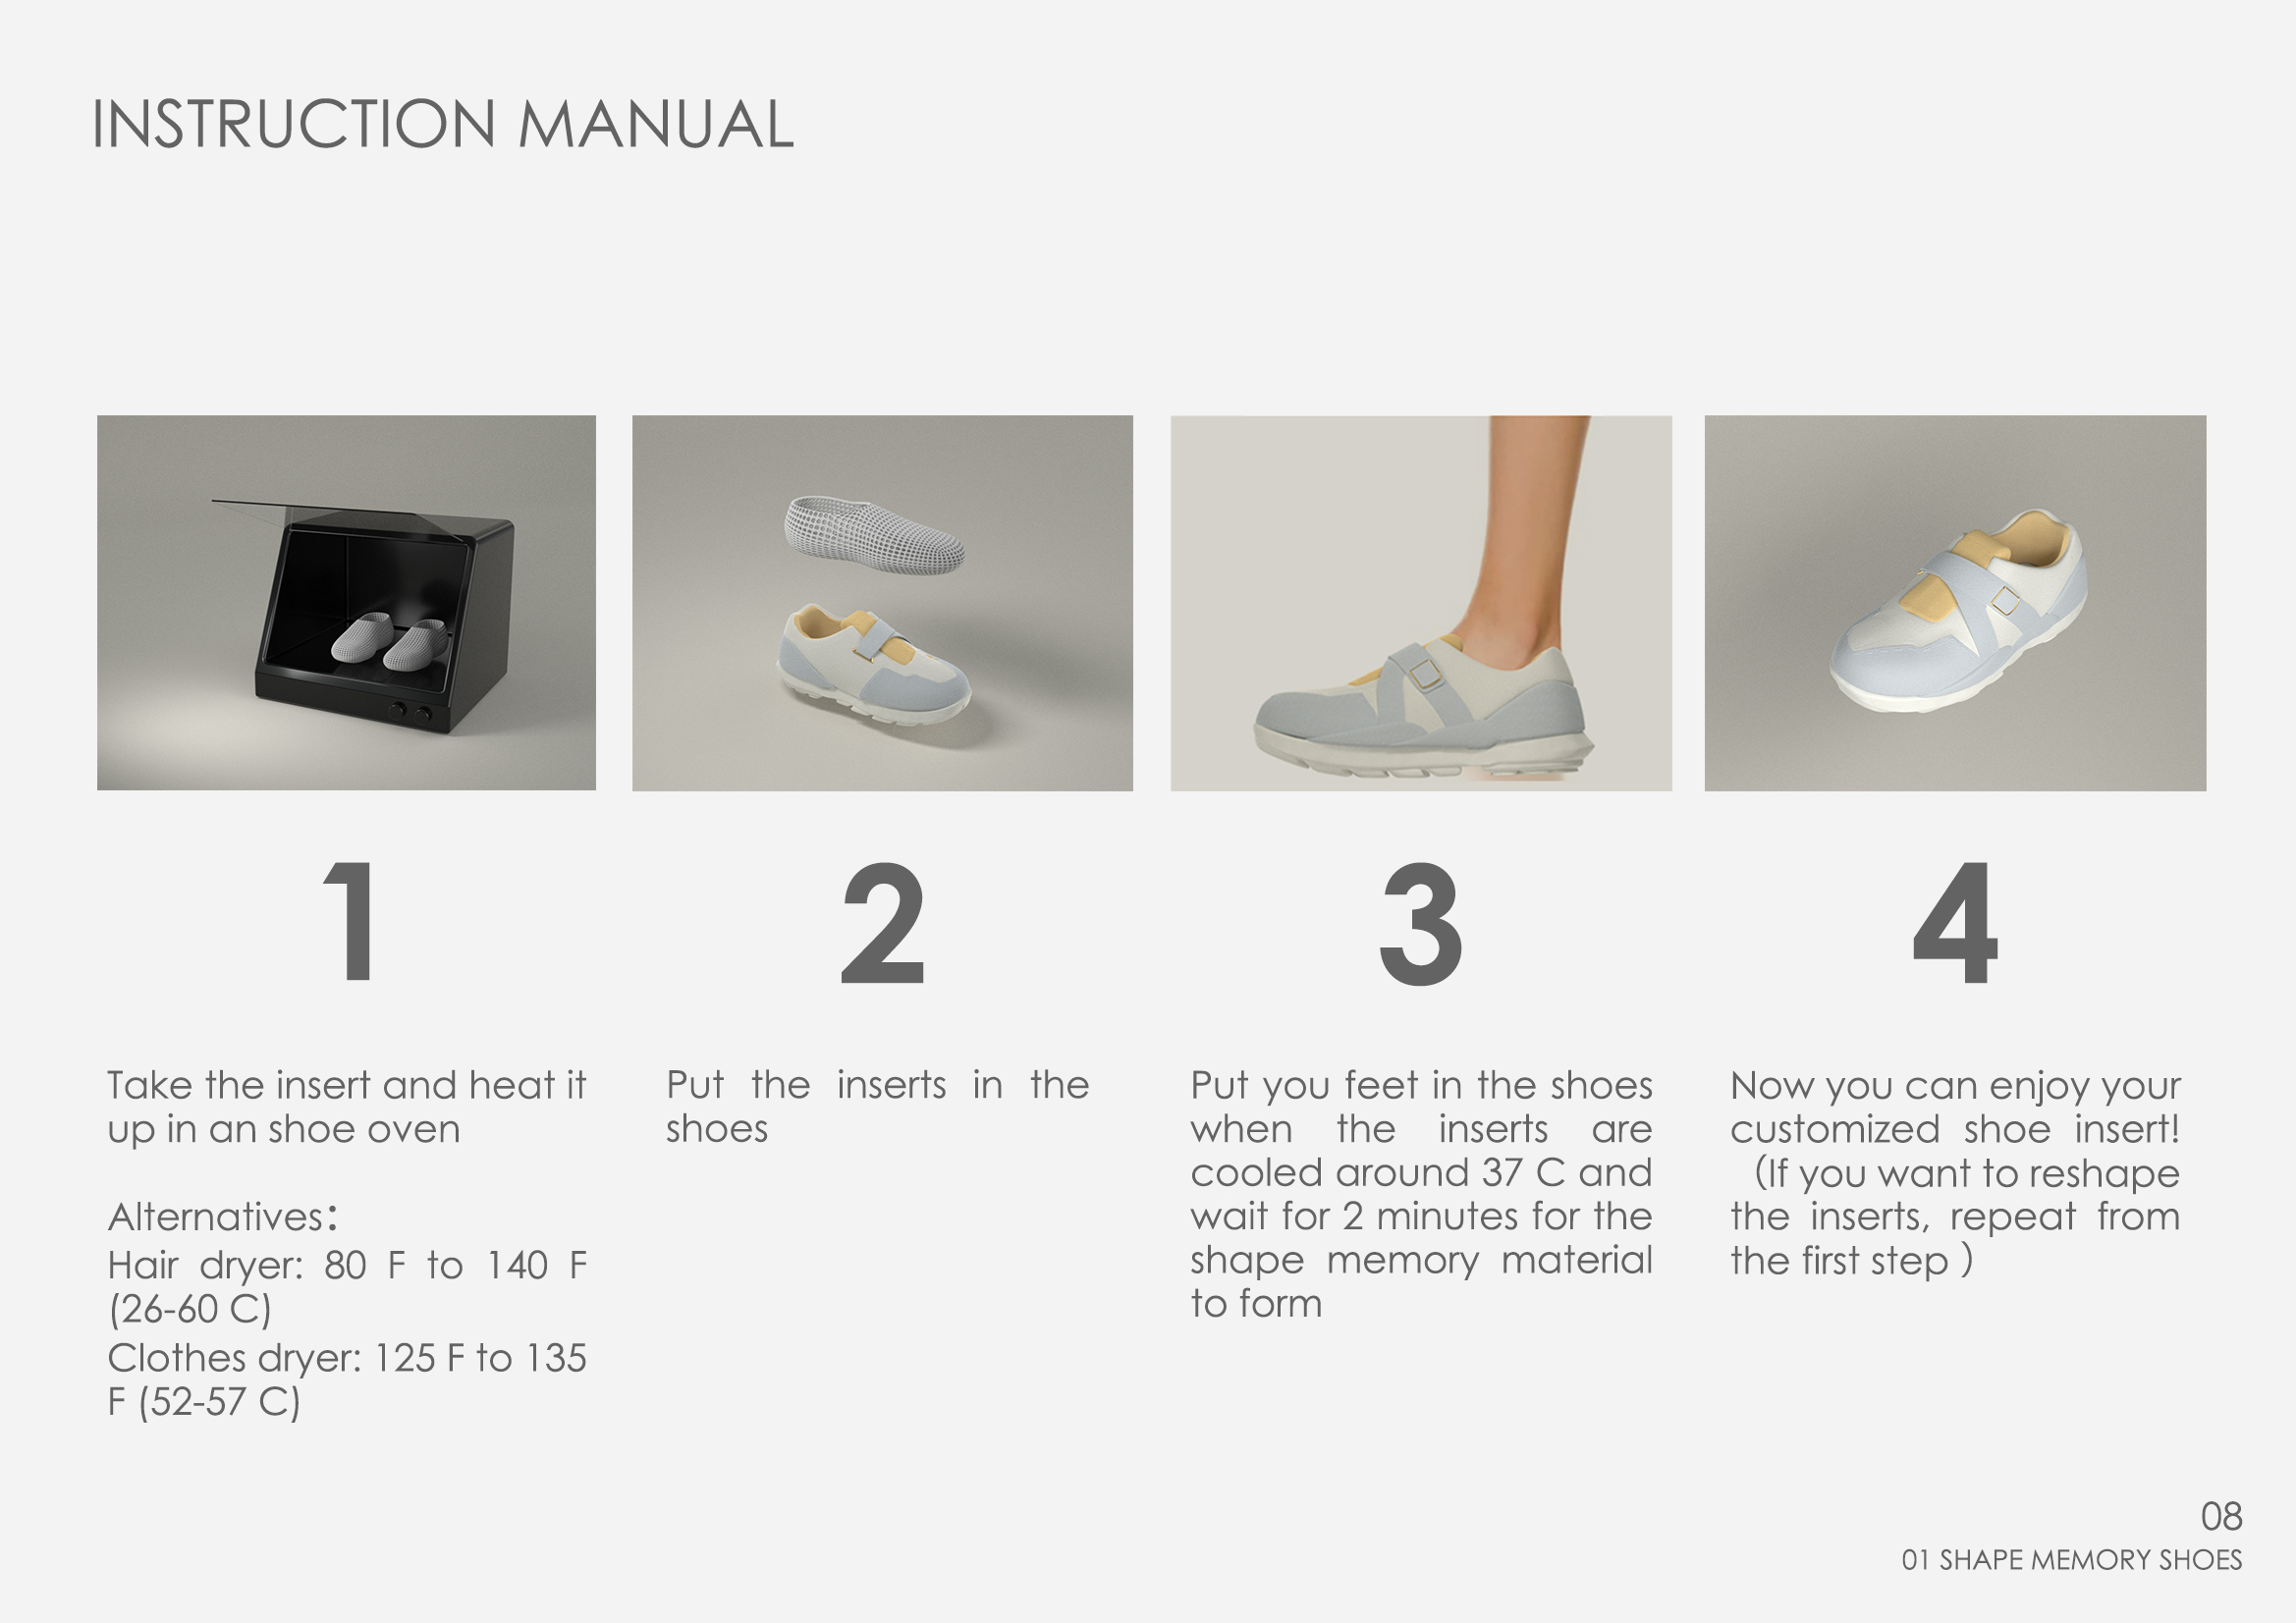 INSTRUCTION MANUAL
1
Take the insert and heat it
up in an shoe oven
Alternatives：
Hair dryer: 80 F to 140 F
(26-60 C)
Clothes dryer: 125 F to 135
F (52-57 C)
2
Put the inserts in the
shoes
3
Put you feet in the shoes
when the inserts are
cooled around 37 C and
wait for 2 minutes for the
shape memory material
to form
4
Now you can enjoy your
customized shoe insert!
（If you want to reshape
the inserts, repeat from
the first step ）
08
01 SHAPE MEMORY SHOES